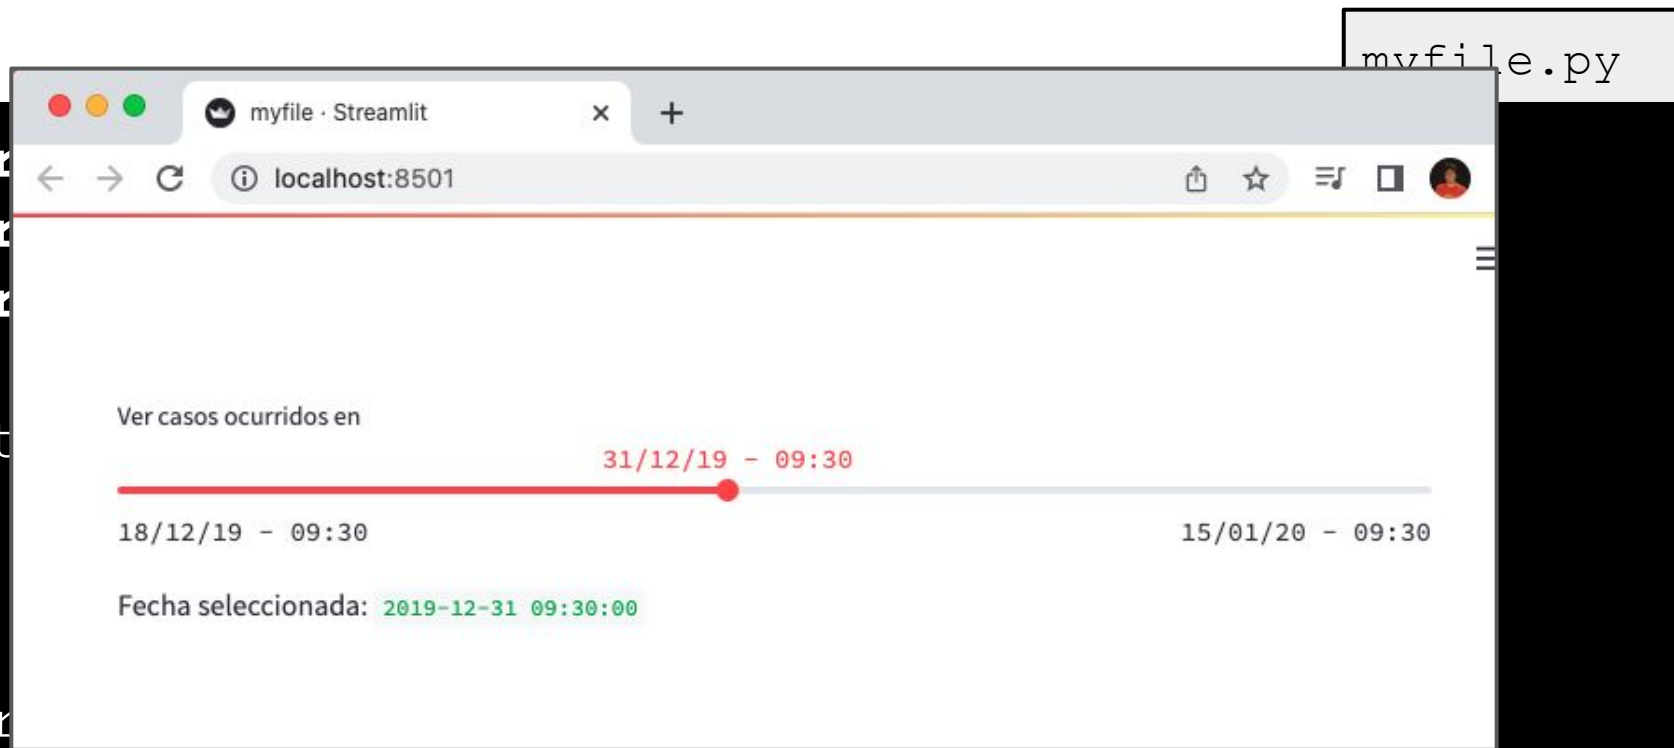 myfile.py
myfile · Streamlit
localhost:8501
Ver casos ocurridos en
31/12/19 - 09:30
18/12/19 - 09:30 15/01/20 - 09:30
Fecha seleccionada: 2019-12-31 09:30:00